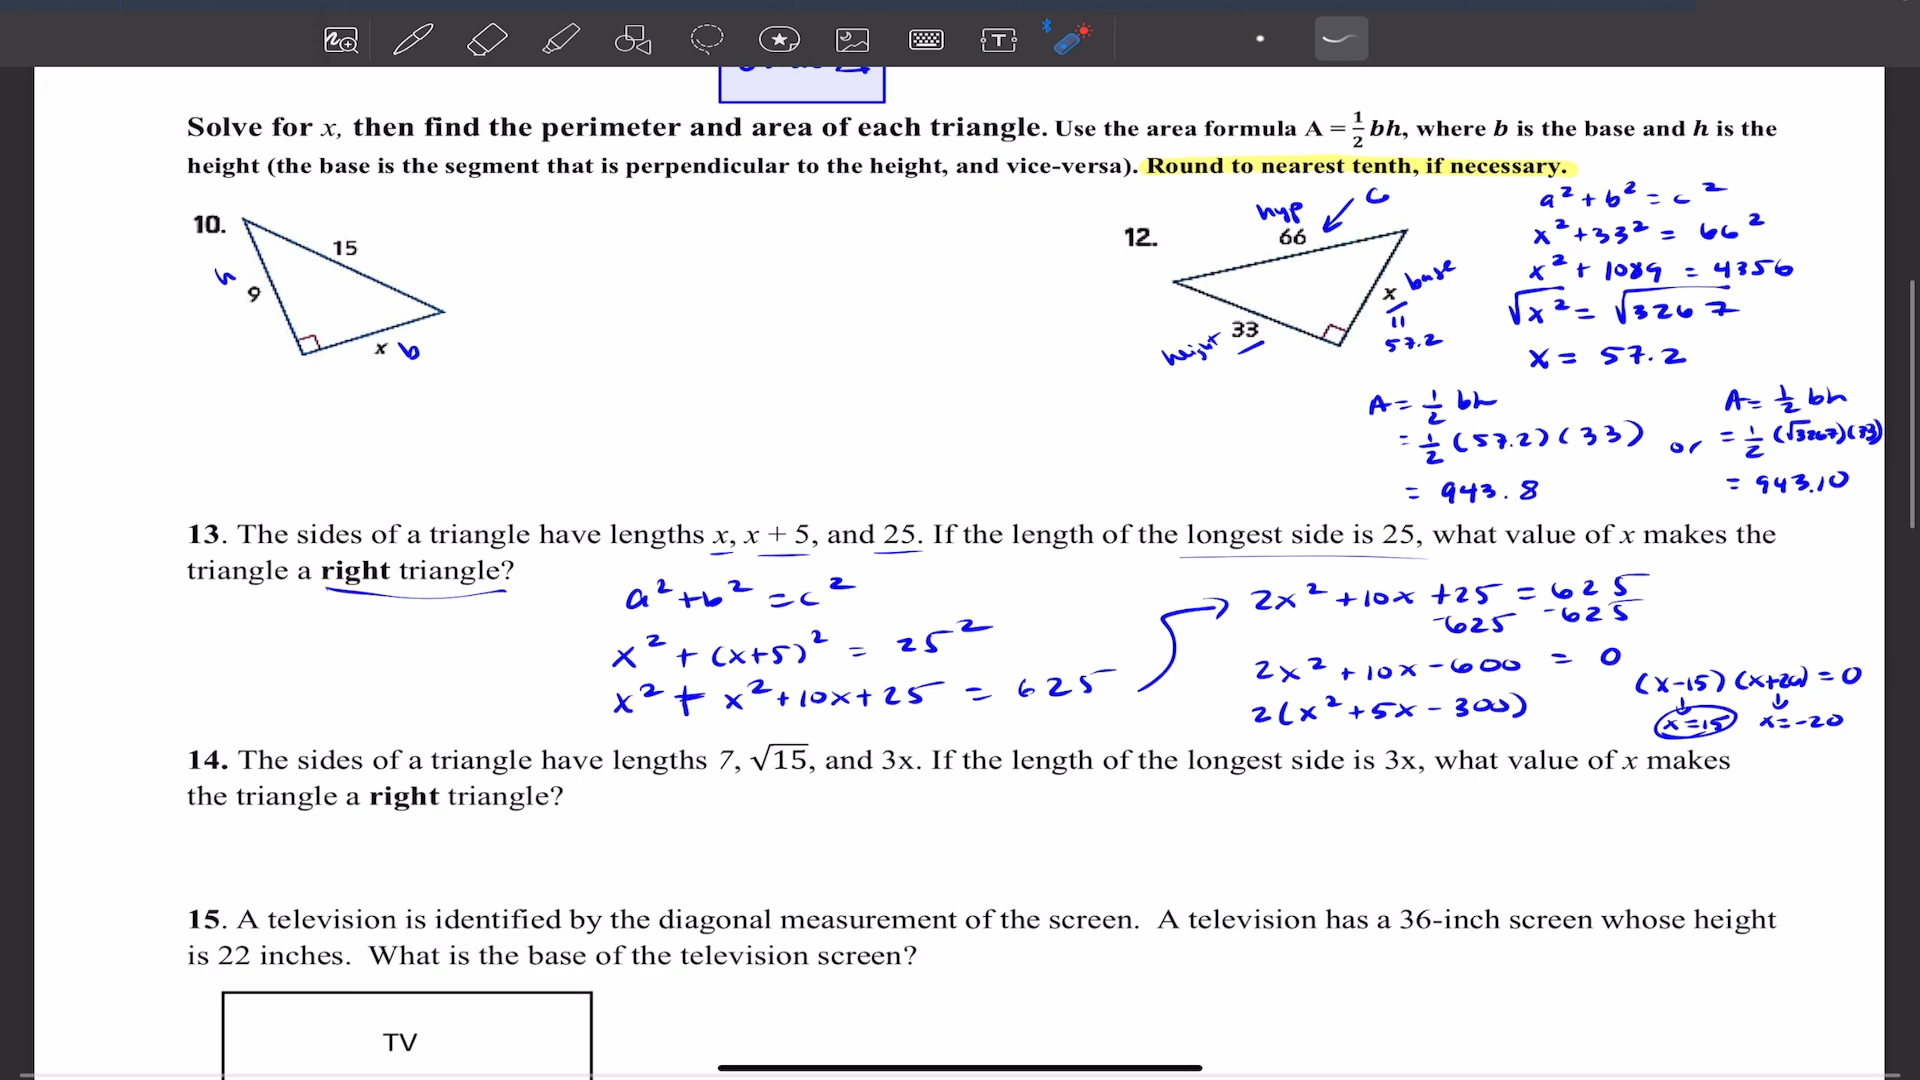 Solve for x, then find the perimeter and area of each triangle. Use the area formula A = 1/2 bh, where b is the base and h is the
height (the base is the segment that is perpendicular to the height, and vice-versa). Round to nearest tenth, if necessary.
10.
15
h
9
x b
12.
hyp
c
66
x base
11
57.2
height 33
a² + b² = c²
x² + 33² = 66²
x² + 1089 = 4356
√x² = √3267
x = 57.2
A = 1/2 bh
= 1/2 (57.2)(33) or
= 943.8
A = 1/2 bh
= 1/2 (√3267)(33)
= 943.10
13. The sides of a triangle have lengths x, x + 5, and 25. If the length of the longest side is 25, what value of x makes the
triangle a right triangle?
a² + b² = c²
x² + (x+5)² = 25²
x² + x² + 10x + 25 = 625
2x² + 10x + 25 = 625
-625 -625
2x² + 10x - 600 = 0
2(x² + 5x - 300)
(x-15)(x+20) = 0
x=15 x=-20
14. The sides of a triangle have lengths 7, √15, and 3x. If the length of the longest side is 3x, what value of x makes
the triangle a right triangle?
15. A television is identified by the diagonal measurement of the screen. A television has a 36-inch screen whose height
is 22 inches. What is the base of the television screen?
TV